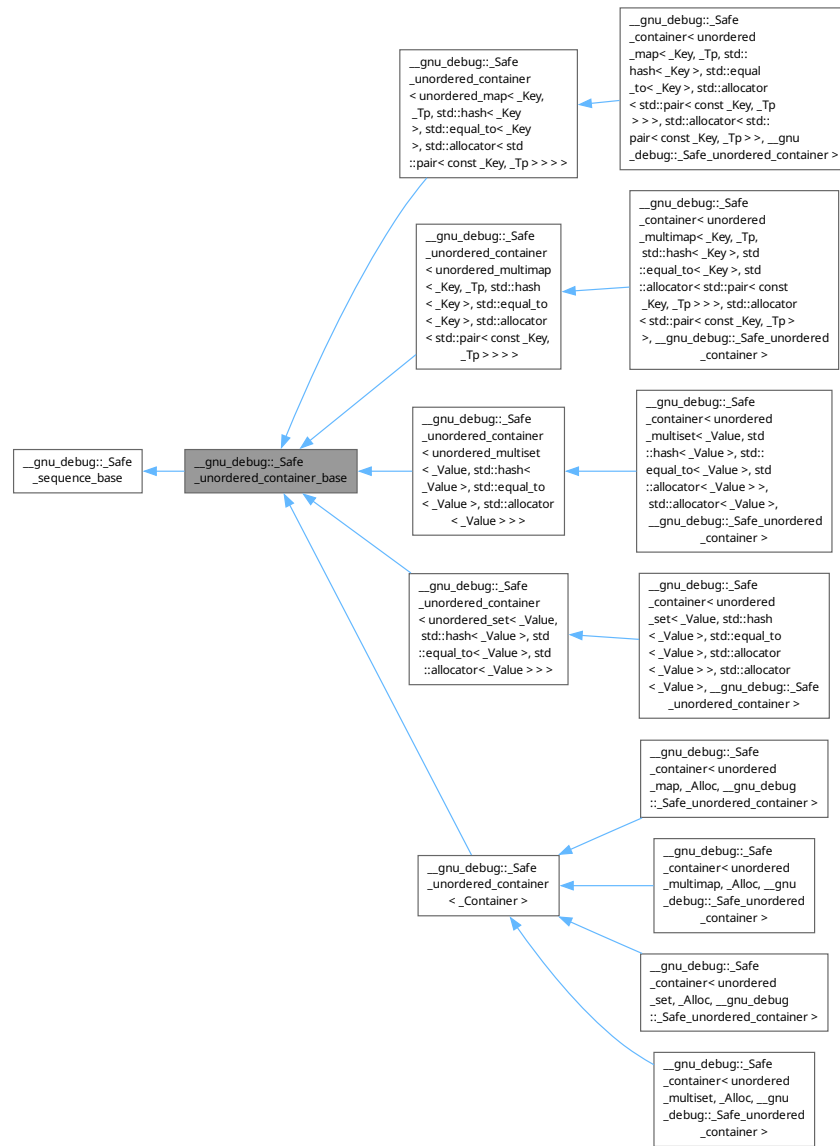 __gnu_debug::_Safe
_sequence_base
__gnu_debug::_Safe
_unordered_container_base
__gnu_debug::_Safe
_unordered_container
< unordered_map< _Key,
_Tp, std::hash< _Key
>, std::equal_to< _Key
>, std::allocator< std
::pair< const _Key, _Tp > > > >
__gnu_debug::_Safe
_unordered_container
< unordered_multimap
< _Key, _Tp, std::hash
< _Key >, std::equal_to
< _Key >, std::allocator
< std::pair< const _Key,
_Tp > > > >
__gnu_debug::_Safe
_unordered_container
< unordered_multiset
< _Value, std::hash<
_Value >, std::equal_to
< _Value >, std::allocator
< _Value > > >
__gnu_debug::_Safe
_unordered_container
< unordered_set< _Value,
std::hash< _Value >, std
::equal_to< _Value >, std
::allocator< _Value > > >
__gnu_debug::_Safe
_unordered_container
< _Container >
__gnu_debug::_Safe
_container< unordered
_map< _Key, _Tp, std::
hash< _Key >, std::equal
_to< _Key >, std::allocator
< std::pair< const _Key, _Tp
> > >, std::allocator< std::
pair< const _Key, _Tp > >, __gnu
_debug::_Safe_unordered_container >
__gnu_debug::_Safe
_container< unordered
_multimap< _Key, _Tp,
std::hash< _Key >, std
::equal_to< _Key >, std
::allocator< std::pair< const
_Key, _Tp > > >, std::allocator
< std::pair< const _Key, _Tp >
>, __gnu_debug::_Safe_unordered
_container >
__gnu_debug::_Safe
_container< unordered
_multiset< _Value, std
::hash< _Value >, std::
equal_to< _Value >, std
::allocator< _Value > >,
std::allocator< _Value >,
__gnu_debug::_Safe_unordered
_container >
__gnu_debug::_Safe
_container< unordered
_set< _Value, std::hash
< _Value >, std::equal_to
< _Value >, std::allocator
< _Value > >, std::allocator
< _Value >, __gnu_debug::_Safe
_unordered_container >
__gnu_debug::_Safe
_container< unordered
_map, _Alloc, __gnu_debug
::_Safe_unordered_container >
__gnu_debug::_Safe
_container< unordered
_multimap, _Alloc, __gnu
_debug::_Safe_unordered
_container >
__gnu_debug::_Safe
_container< unordered
_set, _Alloc, __gnu_debug
::_Safe_unordered_container >
__gnu_debug::_Safe
_container< unordered
_multiset, _Alloc, __gnu
_debug::_Safe_unordered
_container >